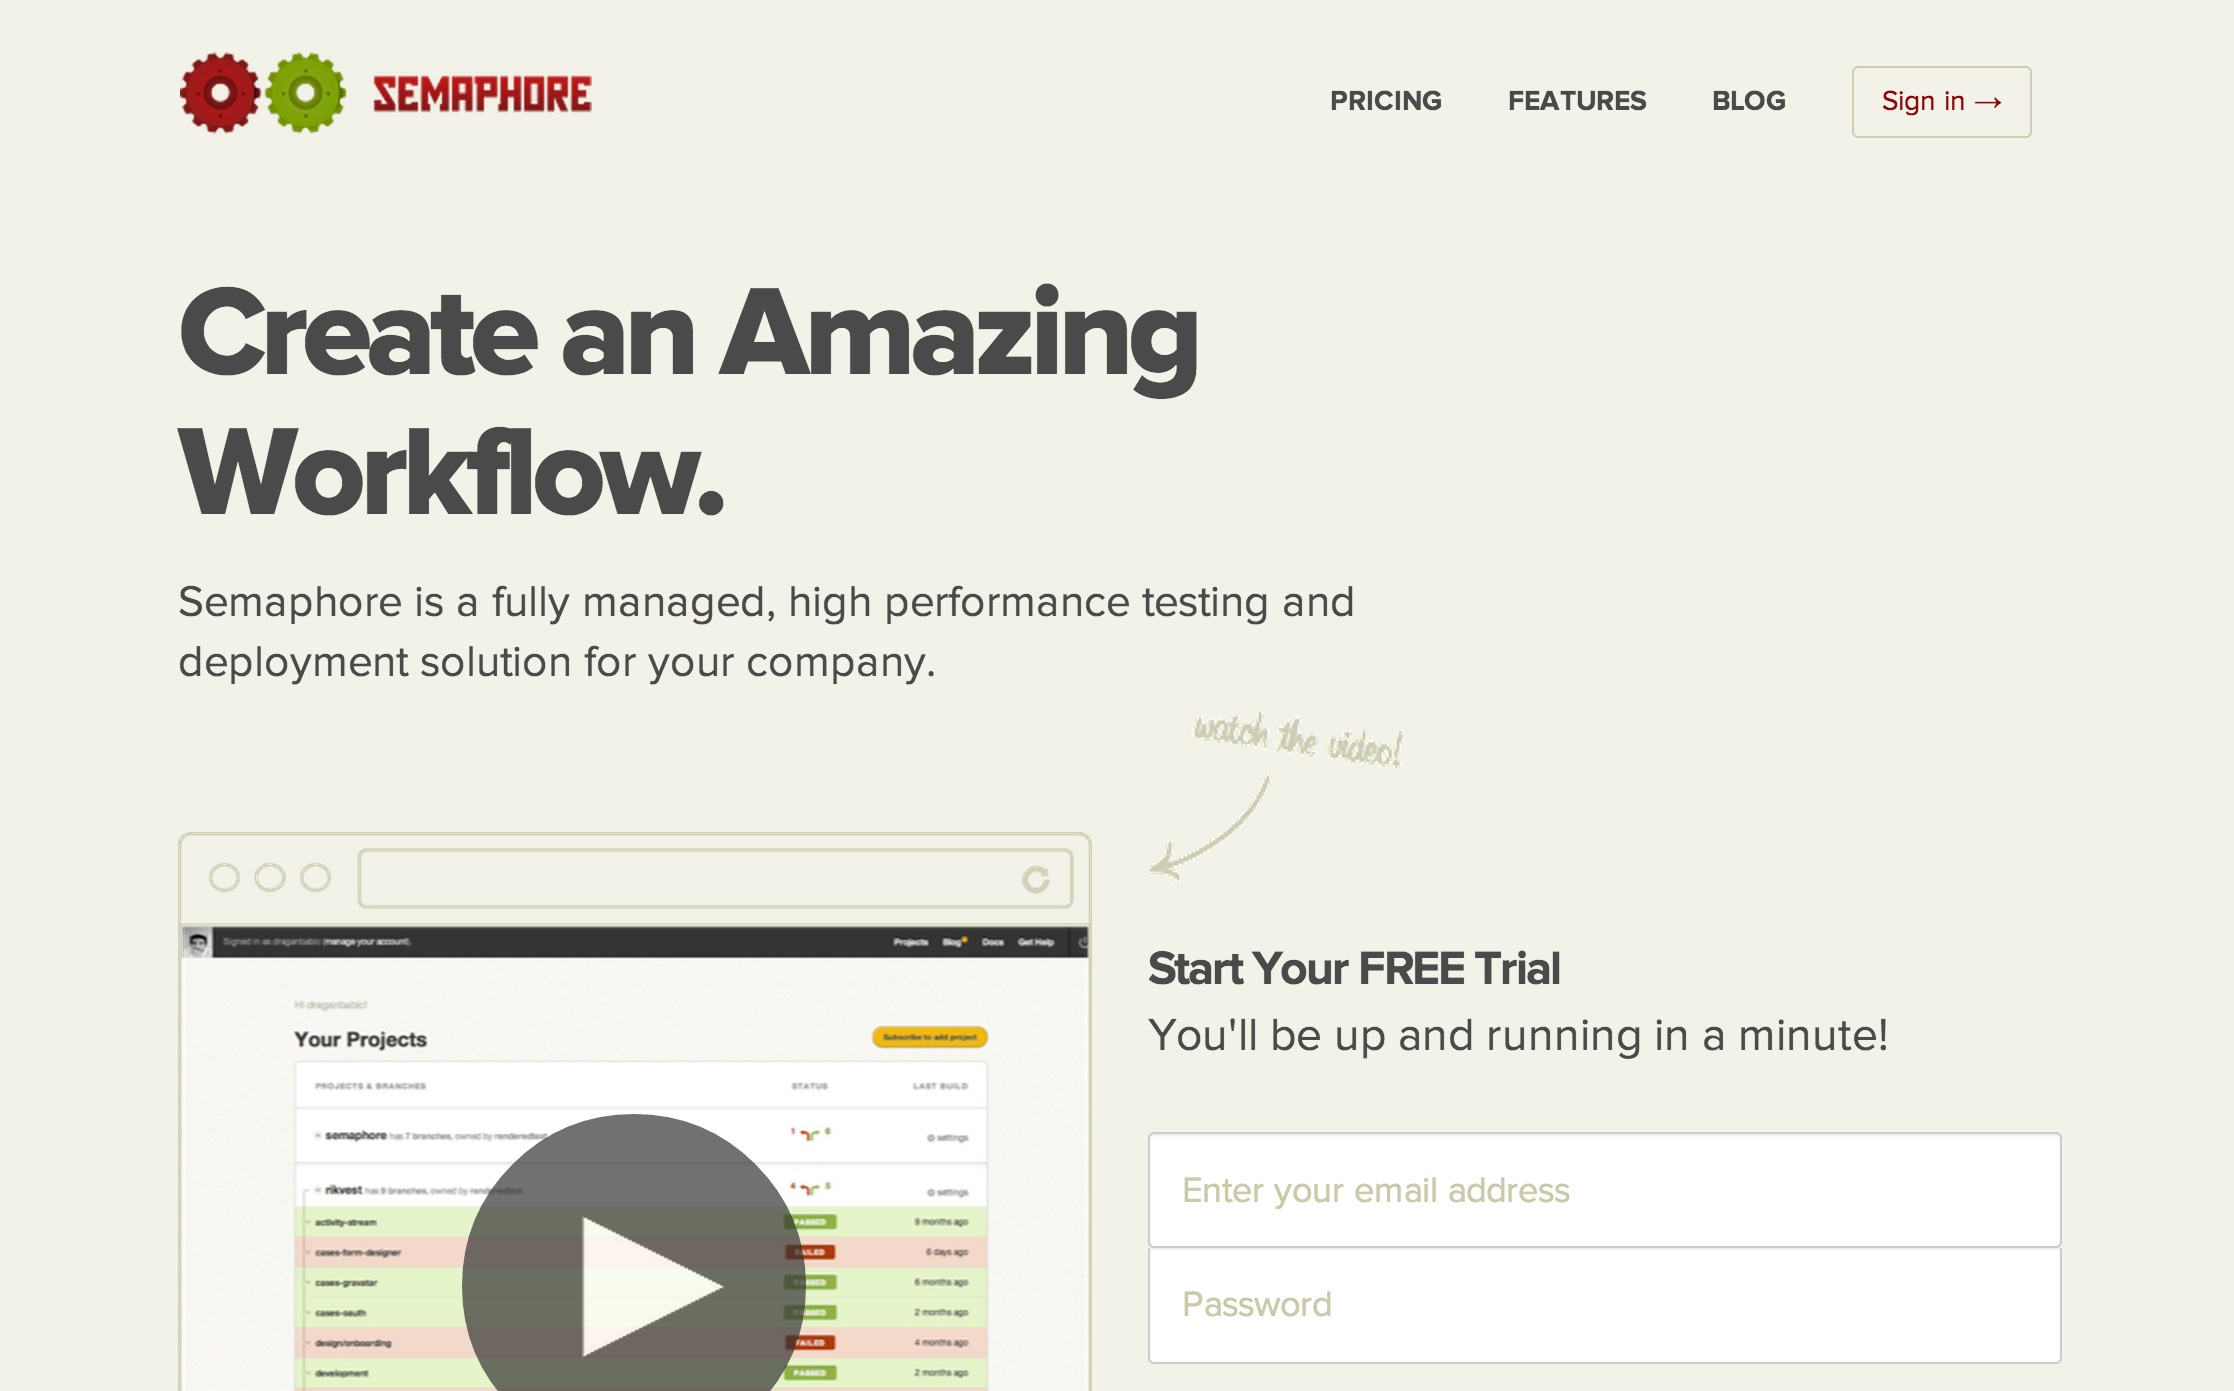 SEMAPHORE
PRICING FEATURES BLOG Sign in →
Create an Amazing
Workflow.
Semaphore is a fully managed, high performance testing and
deployment solution for your company.
watch the video!
Signed in as draganbabic (manage your account).
Projects Blog Docs Get Help
Hi draganbabic!
Your Projects
Subscribe to add project
PROJECTS & BRANCHES STATUS LAST BUILD
semaphore has 7 branches, owned by renderedtext 1 6 settings
rikvest has 9 branches, owned by renderedtext 4 5 settings
activity-stream PASSED 9 months ago
cases-form-designer FAILED 6 days ago
cases-gravatar PASSED 6 months ago
cases-oauth PASSED 2 months ago
design/onboarding FAILED 4 months ago
development PASSED 2 months ago
Start Your FREE Trial
You'll be up and running in a minute!
Enter your email address
Password